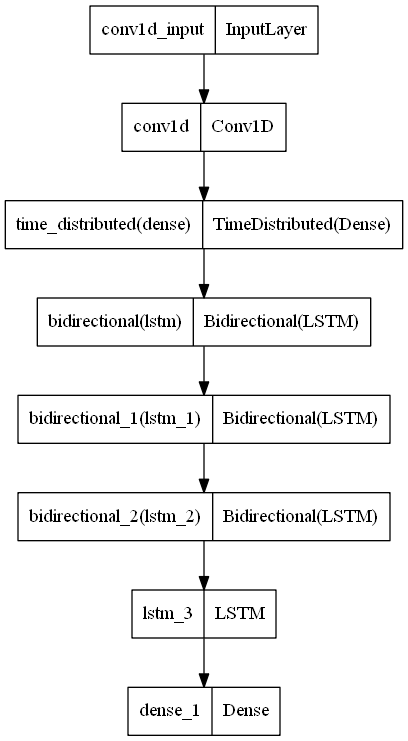 conv1d_input InputLayer
conv1d Conv1D
time_distributed(dense) TimeDistributed(Dense)
bidirectional(lstm) Bidirectional(LSTM)
bidirectional_1(lstm_1) Bidirectional(LSTM)
bidirectional_2(lstm_2) Bidirectional(LSTM)
lstm_3 LSTM
dense_1 Dense